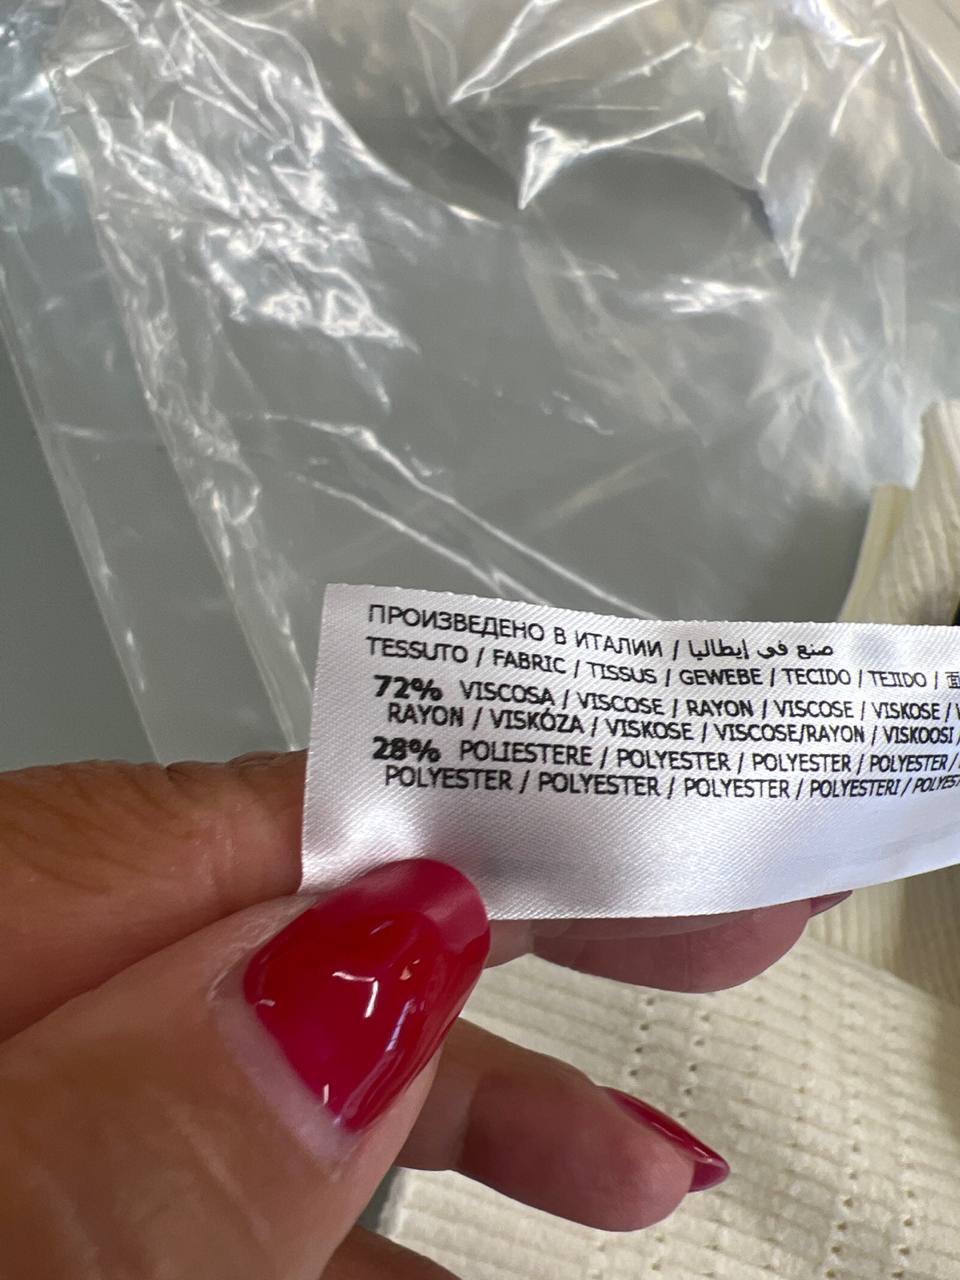 ПРОИЗВЕДЕНО В ИТАЛИИ / صنع في إيطاليا
TESSUTO / FABRIC / TISSUS / GEWEBE / TECIDO / TEJIDO /
72% VISCOSA / VISCOSE / RAYON / VISCOSE / VISKOSE /
RAYON / VISKÓZA / VISKOSE / VISCOSE/RAYON / VISKOOSI /
28% POLIESTERE / POLYESTER / POLYESTER / POLYESTER /
POLYESTER / POLYESTER / POLYESTER / POLYESTERI /